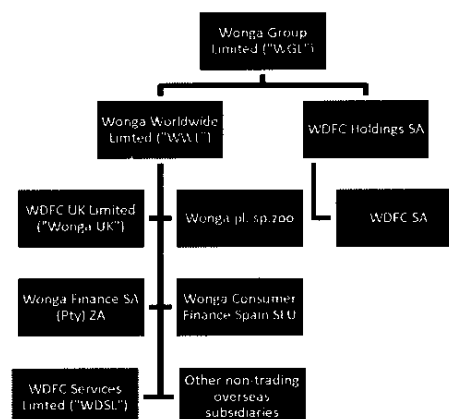 Wonga Group
Limited ("WGL")
Wonga Worldwide
Limited ("WWL")
WDFC Holdings SA
WDFC UK Limited
("Wonga UK")
Wonga pl. sp.zoo
WDFC SA
Wonga Finance SA
(Pty) ZA
Wonga Consumer
Finance Spain SLU
WDFC Services
Limited ("WDSL")
Other non-trading
overseas
subsidiaries